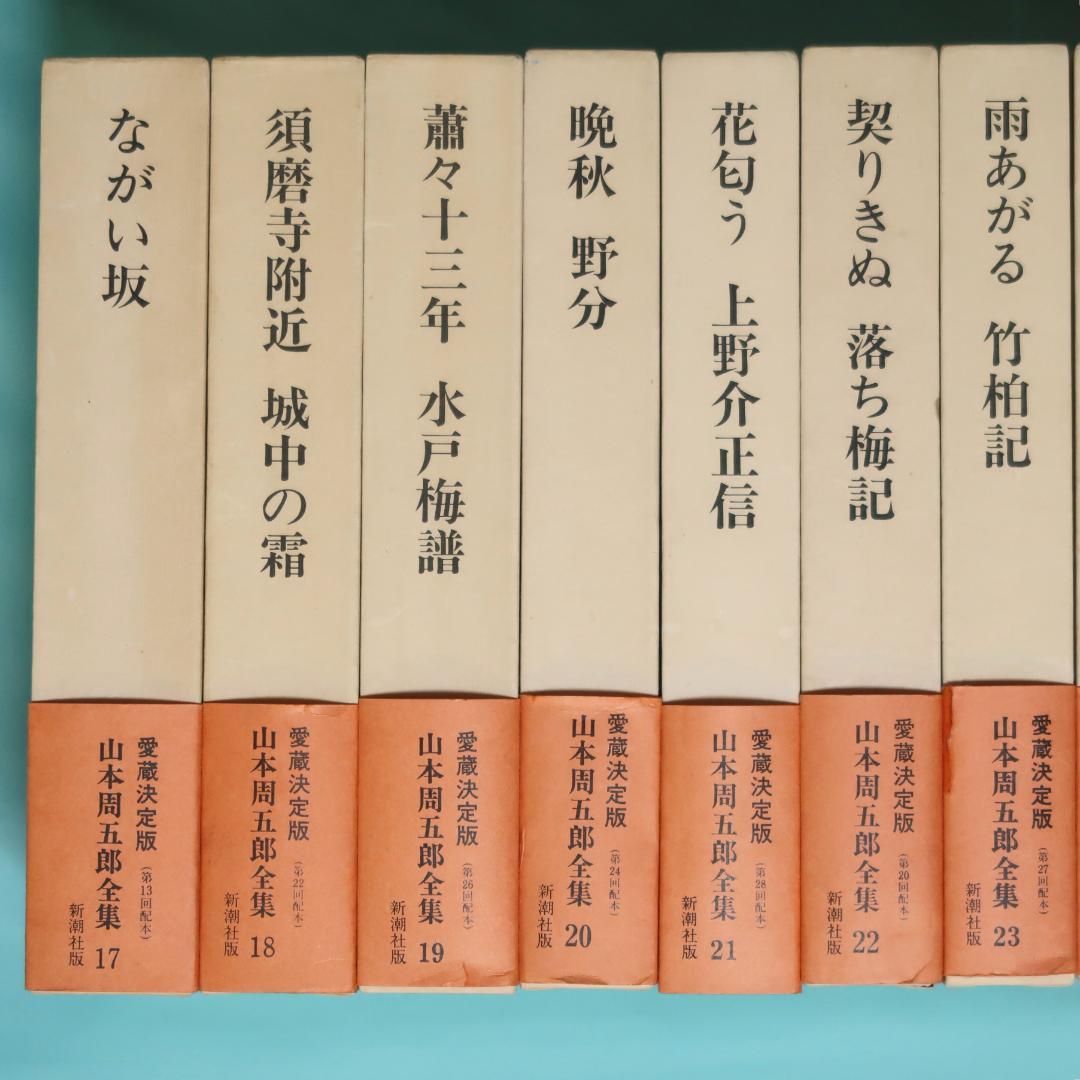 ながい坂
愛蔵決定版 (第13回配本)
山本周五郎全集 17
新潮社版
須磨寺附近 城中の霜
愛蔵決定版 (第22回配本)
山本周五郎全集 18
新潮社版
蕭々十三年 水戸梅譜
愛蔵決定版 (第26回配本)
山本周五郎全集 19
新潮社版
晩秋 野分
愛蔵決定版 (第24回配本)
山本周五郎全集 20
新潮社版
花匂う 上野介正信
愛蔵決定版 (第28回配本)
山本周五郎全集 21
新潮社版
契りきぬ 落ち梅記
愛蔵決定版 (第20回配本)
山本周五郎全集 22
新潮社版
雨あがる 竹柏記
愛蔵決定版 (第27回配本)
山本周五郎全集 23
新潮社版